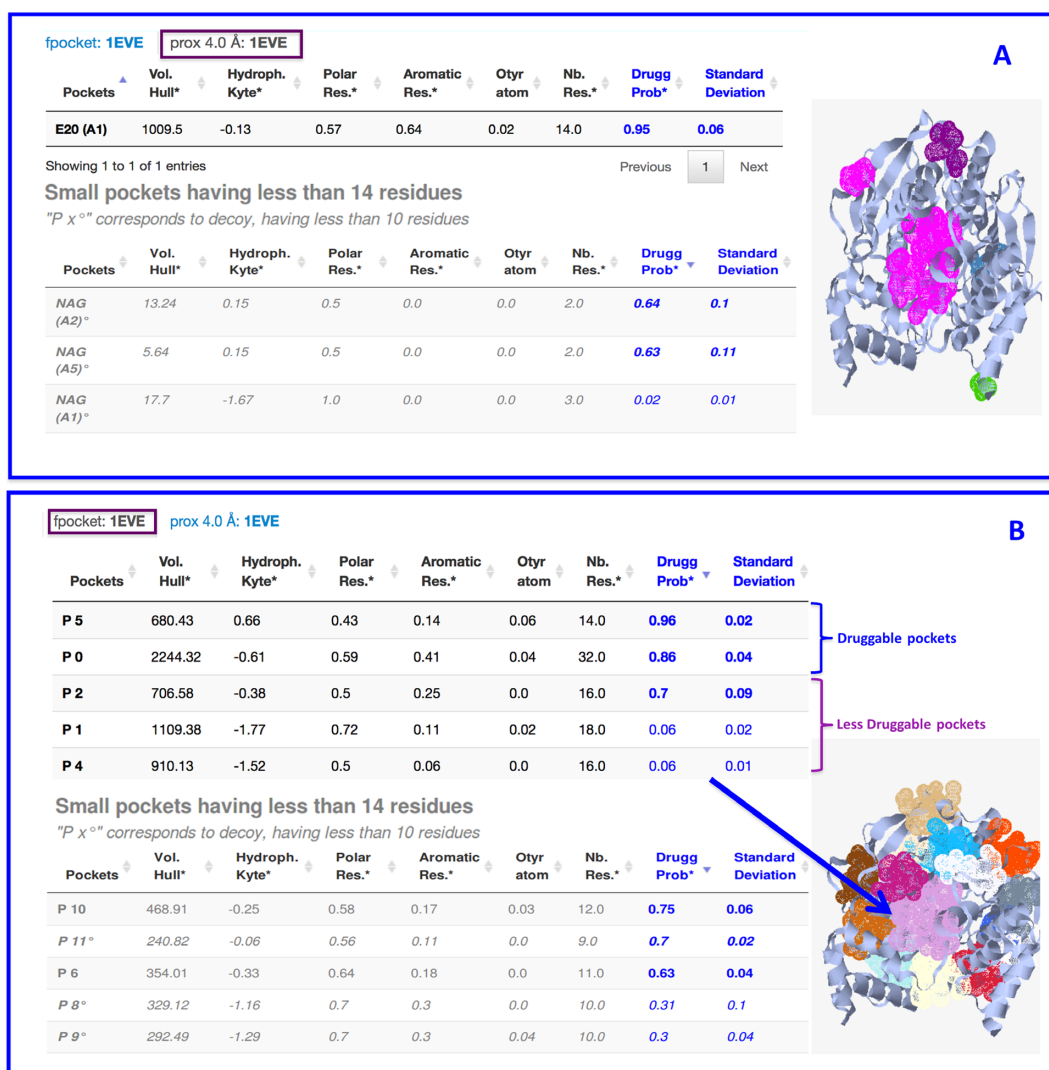 fpocket: 1EVE prox 4.0 Å: 1EVE
A
Pockets Vol. Hull* Hydroph. Kyte* Polar Res.* Aromatic Res.* Otyr atom Nb. Res.* Drugg Prob* Standard Deviation
E20 (A1) 1009.5 -0.13 0.57 0.64 0.02 14.0 0.95 0.06
Showing 1 to 1 of 1 entries Previous 1 Next
Small pockets having less than 14 residues
"P x°" corresponds to decoy, having less than 10 residues
Pockets Vol. Hull* Hydroph. Kyte* Polar Res.* Aromatic Res.* Otyr atom Nb. Res.* Drugg Prob* Standard Deviation
NAG (A2)° 13.24 0.15 0.5 0.0 0.0 2.0 0.64 0.1
NAG (A5)° 5.64 0.15 0.5 0.0 0.0 2.0 0.63 0.11
NAG (A1)° 17.7 -1.67 1.0 0.0 0.0 3.0 0.02 0.01
fpocket: 1EVE prox 4.0 Å: 1EVE
B
Pockets Vol. Hull* Hydroph. Kyte* Polar Res.* Aromatic Res.* Otyr atom Nb. Res.* Drugg Prob* Standard Deviation
P 5 680.43 0.66 0.43 0.14 0.06 14.0 0.96 0.02
Druggable pockets
P 0 2244.32 -0.61 0.59 0.41 0.04 32.0 0.86 0.04
P 2 706.58 -0.38 0.5 0.25 0.0 16.0 0.7 0.09
Less Druggable pockets
P 1 1109.38 -1.77 0.72 0.11 0.02 18.0 0.06 0.02
P 4 910.13 -1.52 0.5 0.06 0.0 16.0 0.06 0.01
Small pockets having less than 14 residues
"P x°" corresponds to decoy, having less than 10 residues
Pockets Vol. Hull* Hydroph. Kyte* Polar Res.* Aromatic Res.* Otyr atom Nb. Res.* Drugg Prob* Standard Deviation
P 10 468.91 -0.25 0.58 0.17 0.03 12.0 0.75 0.06
P 11° 240.82 -0.06 0.56 0.11 0.0 9.0 0.7 0.02
P 6 354.01 -0.33 0.64 0.18 0.0 11.0 0.63 0.04
P 8° 329.12 -1.16 0.7 0.3 0.0 10.0 0.31 0.1
P 9° 292.49 -1.29 0.7 0.3 0.04 10.0 0.3 0.04